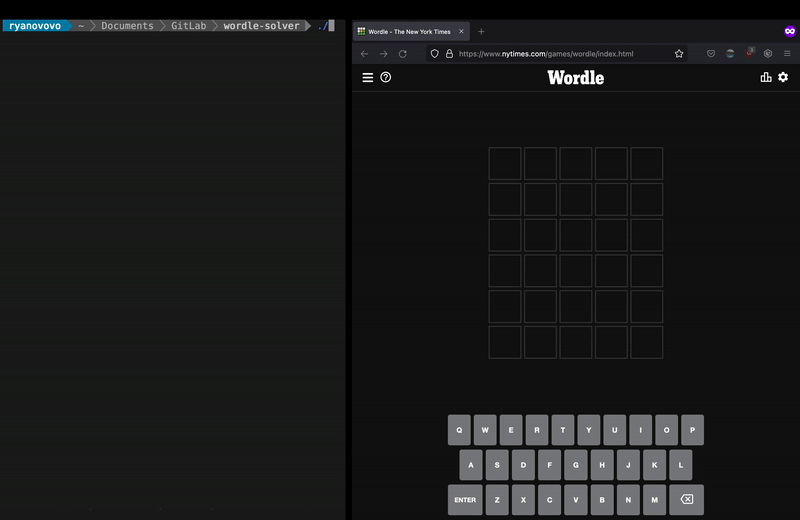 ryanovovo ~ Documents GitLab wordle-solver ./
Wordle - The New York Times
https://www.nytimes.com/games/wordle/index.html
Wordle
Q W E R T Y U I O P
A S D F G H J K L
ENTER Z X C V B N M